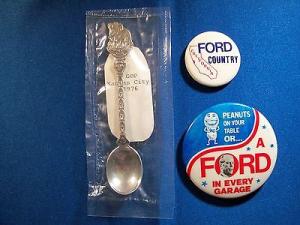 GOP
Kansas City
1976
FORD
COUNTRY
PEANUTS
ON YOUR
TABLE
OR...
A
FORD
IN EVERY
GARAGE